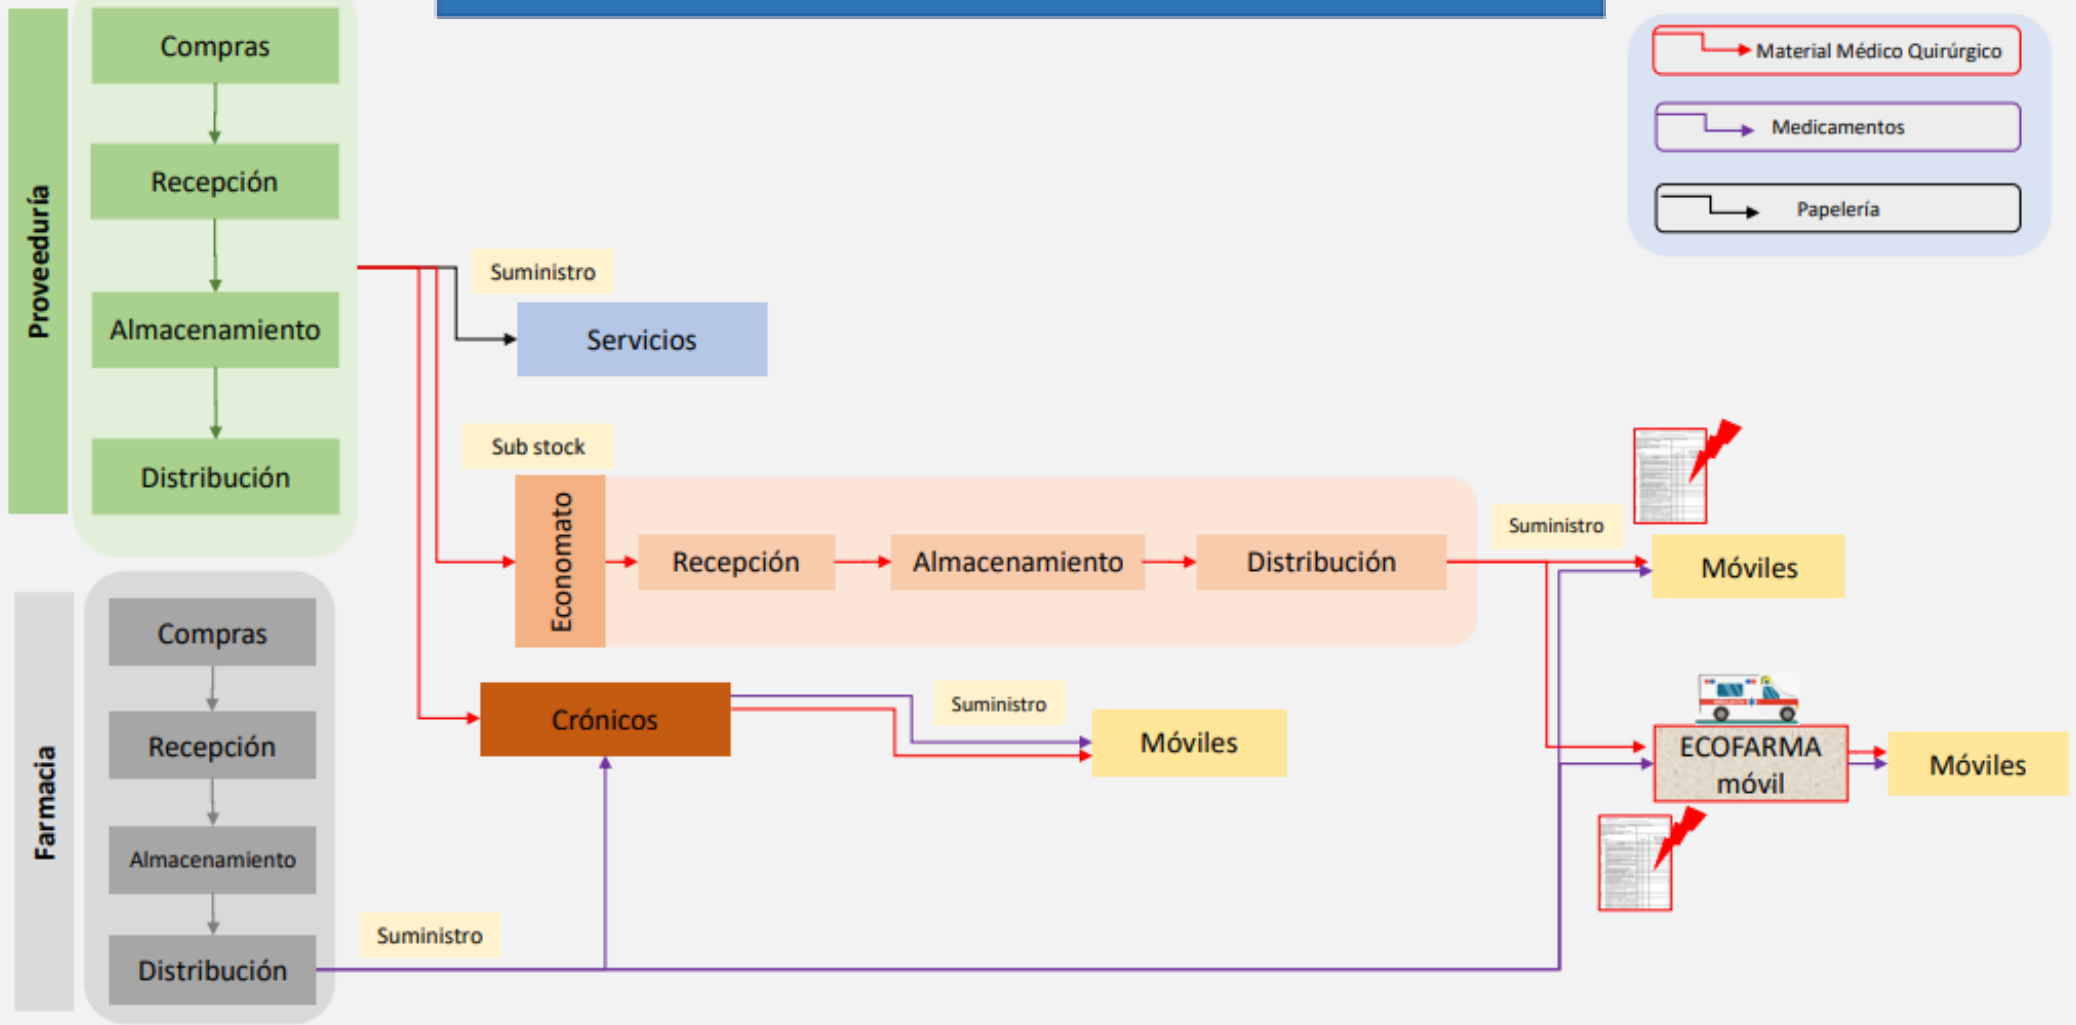 Proveeduría
Compras
Recepción
Almacenamiento
Distribución
Material Médico Quirúrgico
Medicamentos
Papelería
Suministro
Servicios
Sub stock
Economato
Recepción
Almacenamiento
Distribución
Suministro
Móviles
Crónicos
Suministro
Móviles
ECOFARMA
móvil
Móviles
Farmacia
Compras
Recepción
Almacenamiento
Distribución
Suministro